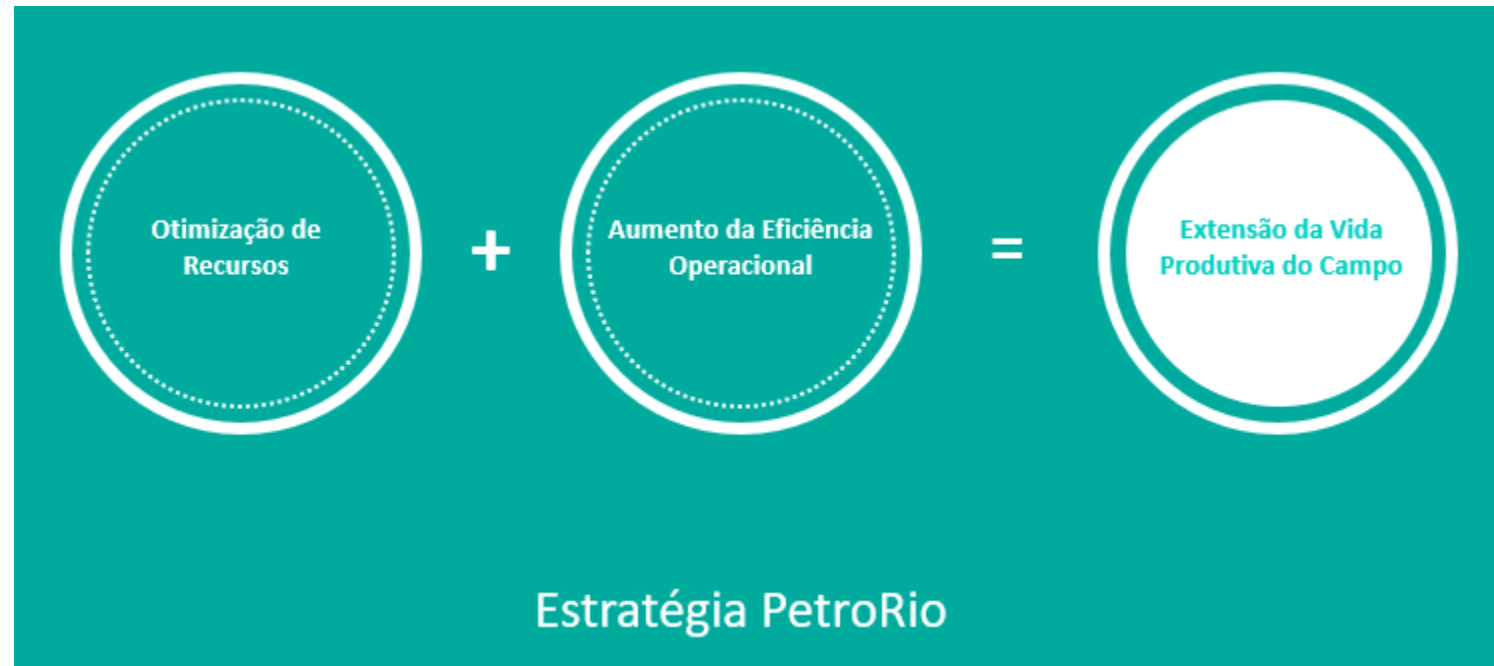 Otimização de
Recursos
+
Aumento da Eficiência
Operacional
=
Extensão da Vida
Produtiva do Campo
Estratégia PetroRio